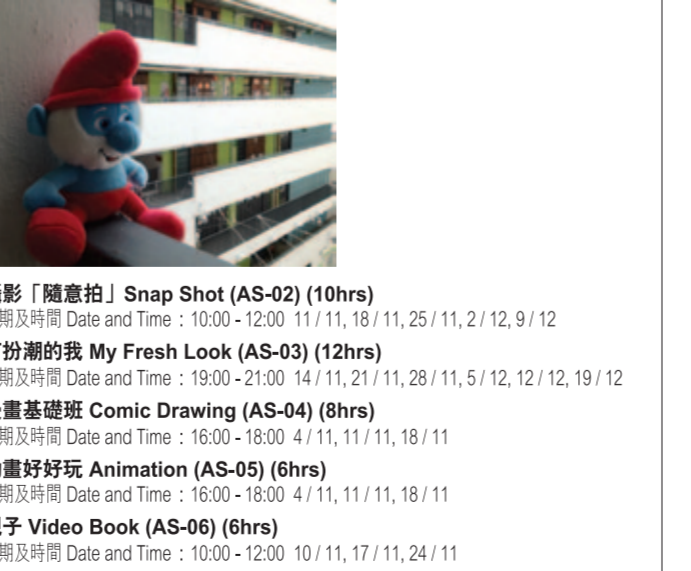 影「隨意拍」Snap Shot (AS-02) (10hrs)
期及時間 Date and Time : 10:00 - 12:00 11 / 11, 18 / 11, 25 / 11, 2 / 12, 9 / 12
扮潮的我 My Fresh Look (AS-03) (12hrs)
期及時間 Date and Time : 19:00 - 21:00 14 / 11, 21 / 11, 28 / 11, 5 / 12, 12 / 12, 19 / 12
畫基礎班 Comic Drawing (AS-04) (8hrs)
期及時間 Date and Time : 16:00 - 18:00 4 / 11, 11 / 11, 18 / 11
畫好好玩 Animation (AS-05) (6hrs)
期及時間 Date and Time : 16:00 - 18:00 4 / 11, 11 / 11, 18 / 11
子 Video Book (AS-06) (6hrs)
期及時間 Date and Time : 10:00 - 12:00 10 / 11, 17 / 11, 24 / 11